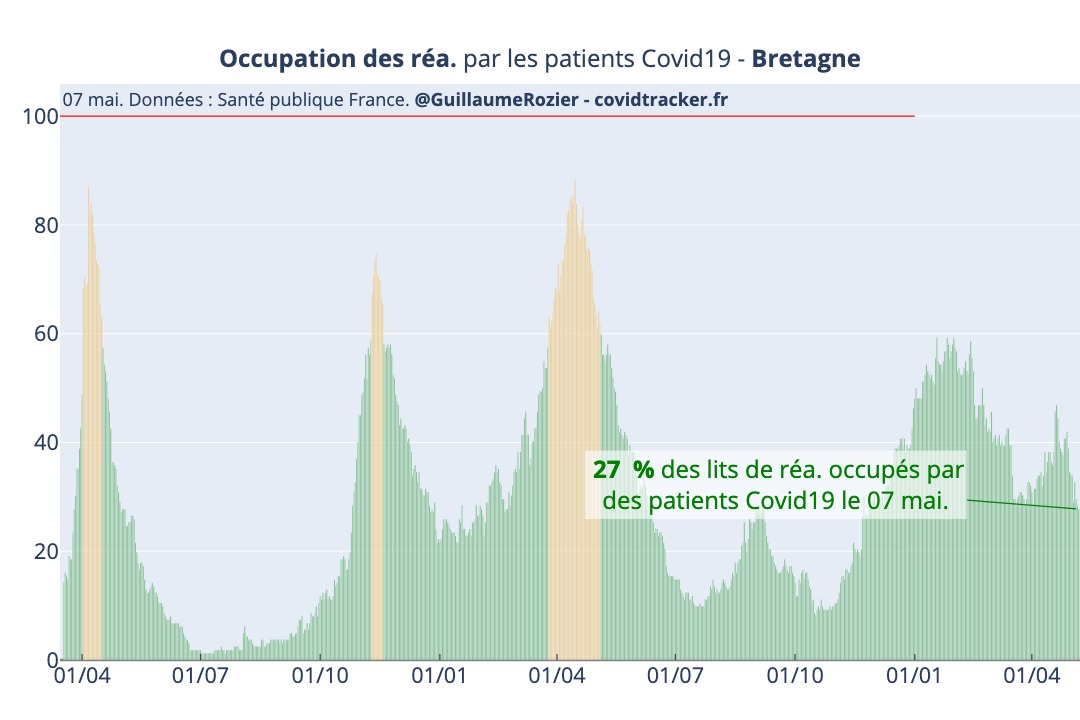 Occupation des réa. par les patients Covid19 - Bretagne
07 mai. Données : Santé publique France. @GuillaumeRozier - covidtracker.fr
100
80
60
40
20
0
27 % des lits de réa. occupés par
des patients Covid19 le 07 mai.
01/04 01/07 01/10 01/01 01/04 01/07 01/10 01/01 01/04